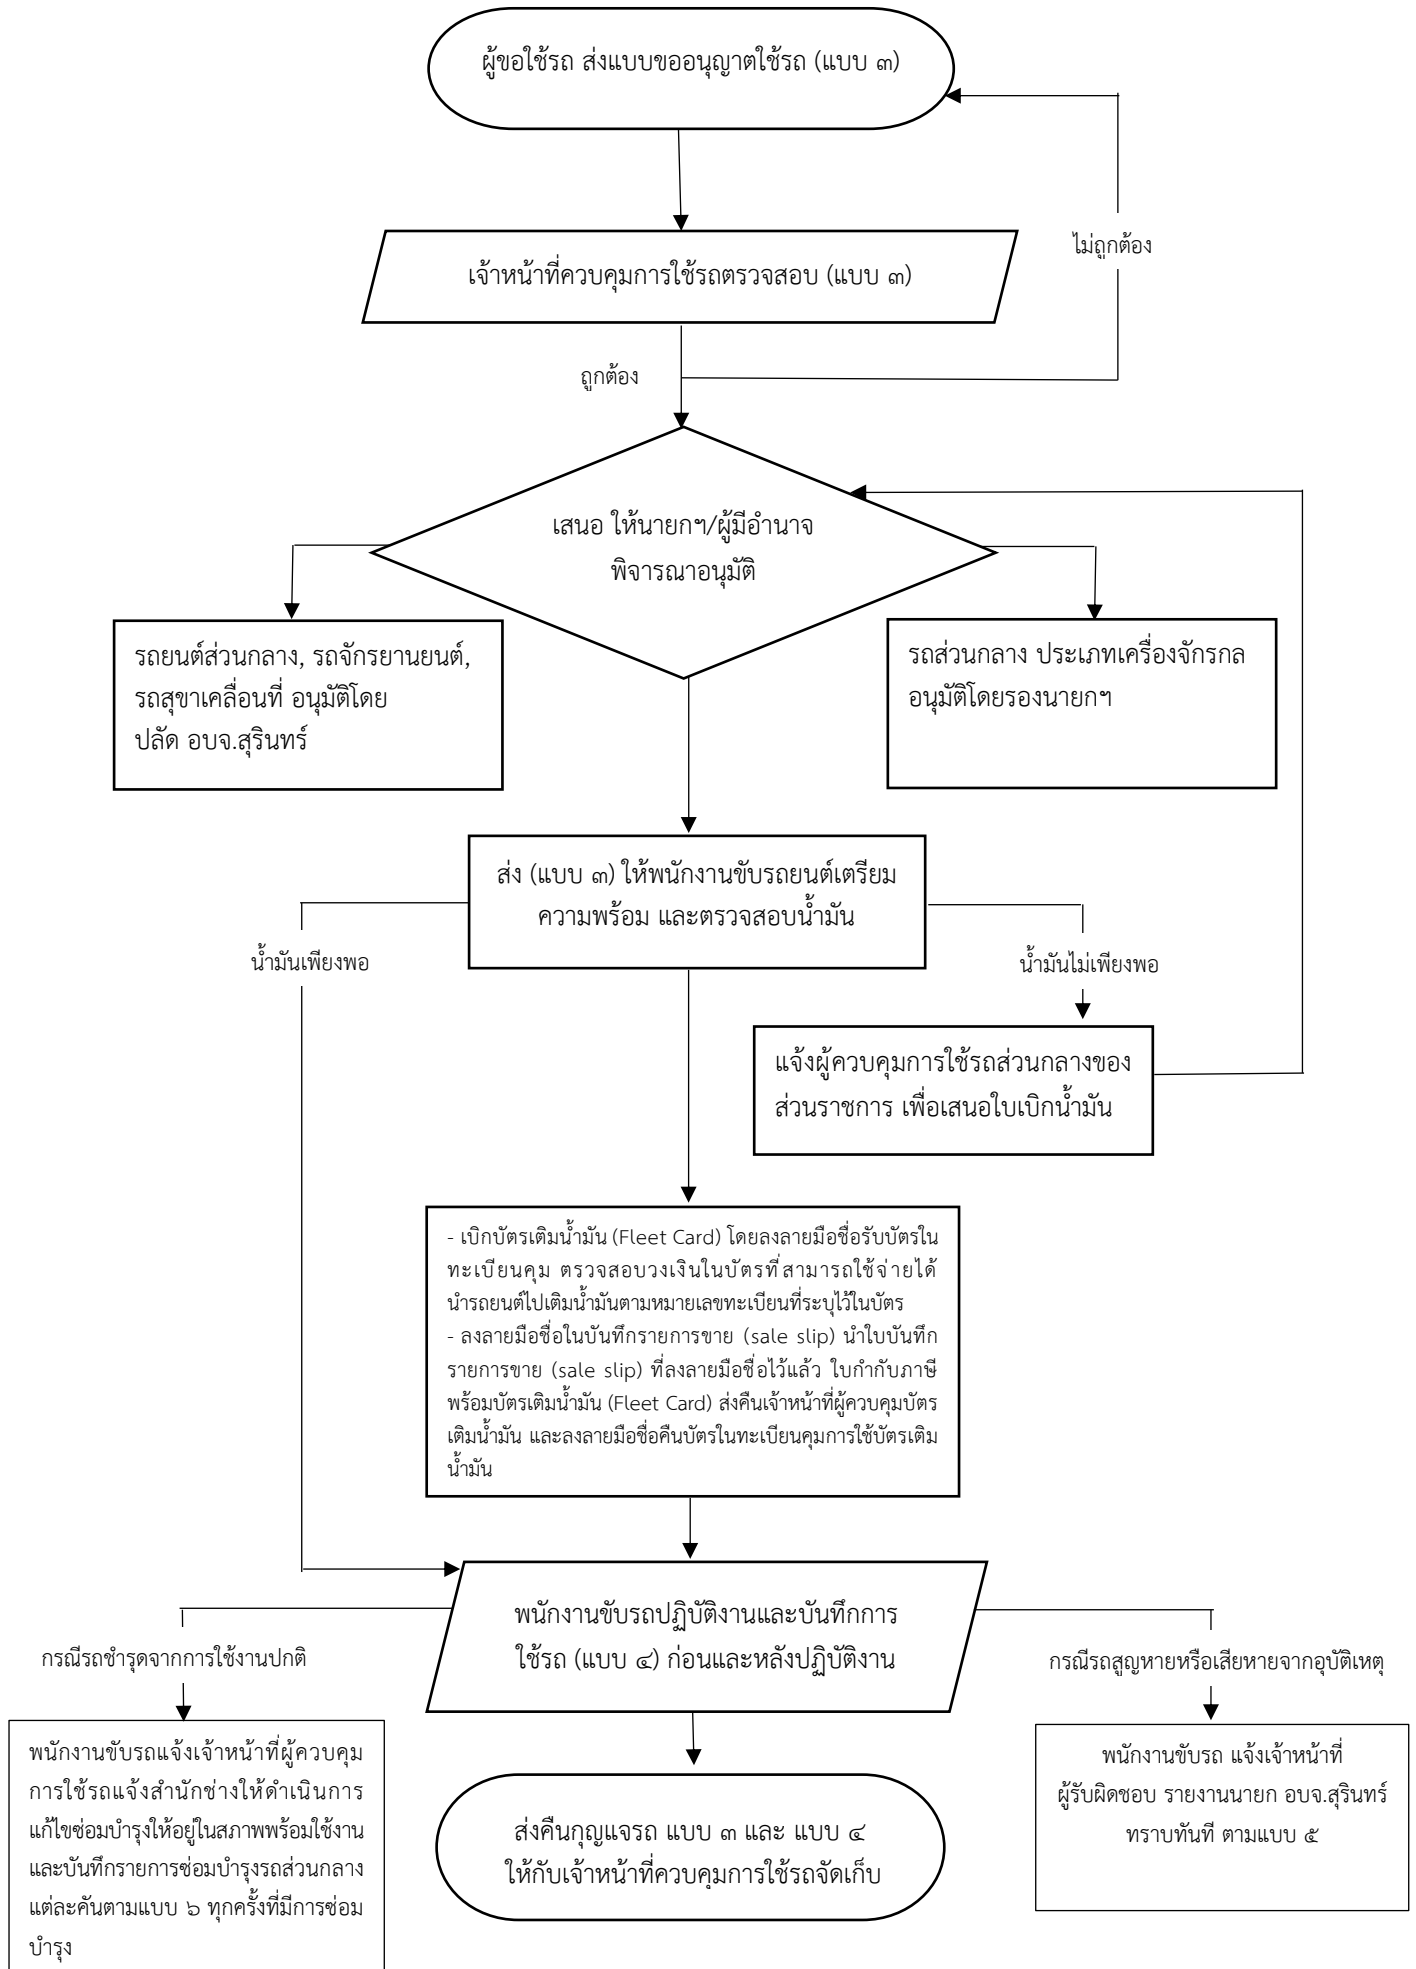 ผู้ขอใช้รถ ส่งแบบขออนุญาตใช้รถ (แบบ ๓)
เจ้าหน้าที่ควบคุมการใช้รถตรวจสอบ (แบบ ๓)
ไม่ถูกต้อง
ถูกต้อง
เสนอ ให้นายกฯ/ผู้มีอำนาจ
พิจารณาอนุมัติ
รถยนต์ส่วนกลาง, รถจักรยานยนต์,
รถสุขาเคลื่อนที่ อนุมัติโดย
ปลัด อบจ.สุรินทร์
รถส่วนกลาง ประเภทเครื่องจักรกล
อนุมัติโดยรองนายกฯ
ส่ง (แบบ ๓) ให้พนักงานขับรถยนต์เตรียม
ความพร้อม และตรวจสอบน้ำมัน
น้ำมันเพียงพอ
น้ำมันไม่เพียงพอ
แจ้งผู้ควบคุมการใช้รถส่วนกลางของ
ส่วนราชการ เพื่อเสนอใบเบิกน้ำมัน
- เบิกบัตรเติมน้ำมัน (Fleet Card) โดยลงลายมือชื่อรับบัตรใน
ทะเบียนคุม ตรวจสอบวงเงินในบัตรที่สามารถใช้จ่ายได้
นำรถยนต์ไปเติมน้ำมันตามหมายเลขทะเบียนที่ระบุไว้ในบัตร
- ลงลายมือชื่อในบันทึกรายการขาย (sale slip) นำใบบันทึก
รายการขาย (sale slip) ที่ลงลายมือชื่อไว้แล้ว ใบกำกับภาษี
พร้อมบัตรเติมน้ำมัน (Fleet Card) ส่งคืนเจ้าหน้าที่ผู้ควบคุมบัตร
เติมน้ำมัน และลงลายมือชื่อคืนบัตรในทะเบียนคุมการใช้บัตรเติม
น้ำมัน
พนักงานขับรถปฏิบัติงานและบันทึกการ
ใช้รถ (แบบ ๔) ก่อนและหลังปฏิบัติงาน
กรณีรถชำรุดจากการใช้งานปกติ
กรณีรถสูญหายหรือเสียหายจากอุบัติเหตุ
พนักงานขับรถแจ้งเจ้าหน้าที่ผู้ควบคุม
การใช้รถแจ้งสำนักช่างให้ดำเนินการ
แก้ไขซ่อมบำรุงให้อยู่ในสภาพพร้อมใช้งาน
และบันทึกรายการซ่อมบำรุงรถส่วนกลาง
แต่ละคันตามแบบ ๖ ทุกครั้งที่มีการซ่อม
บำรุง
พนักงานขับรถ แจ้งเจ้าหน้าที่
ผู้รับผิดชอบ รายงานนายก อบจ.สุรินทร์
ทราบทันที ตามแบบ ๕
ส่งคืนกุญแจรถ แบบ ๓ และ แบบ ๔
ให้กับเจ้าหน้าที่ควบคุมการใช้รถจัดเก็บ